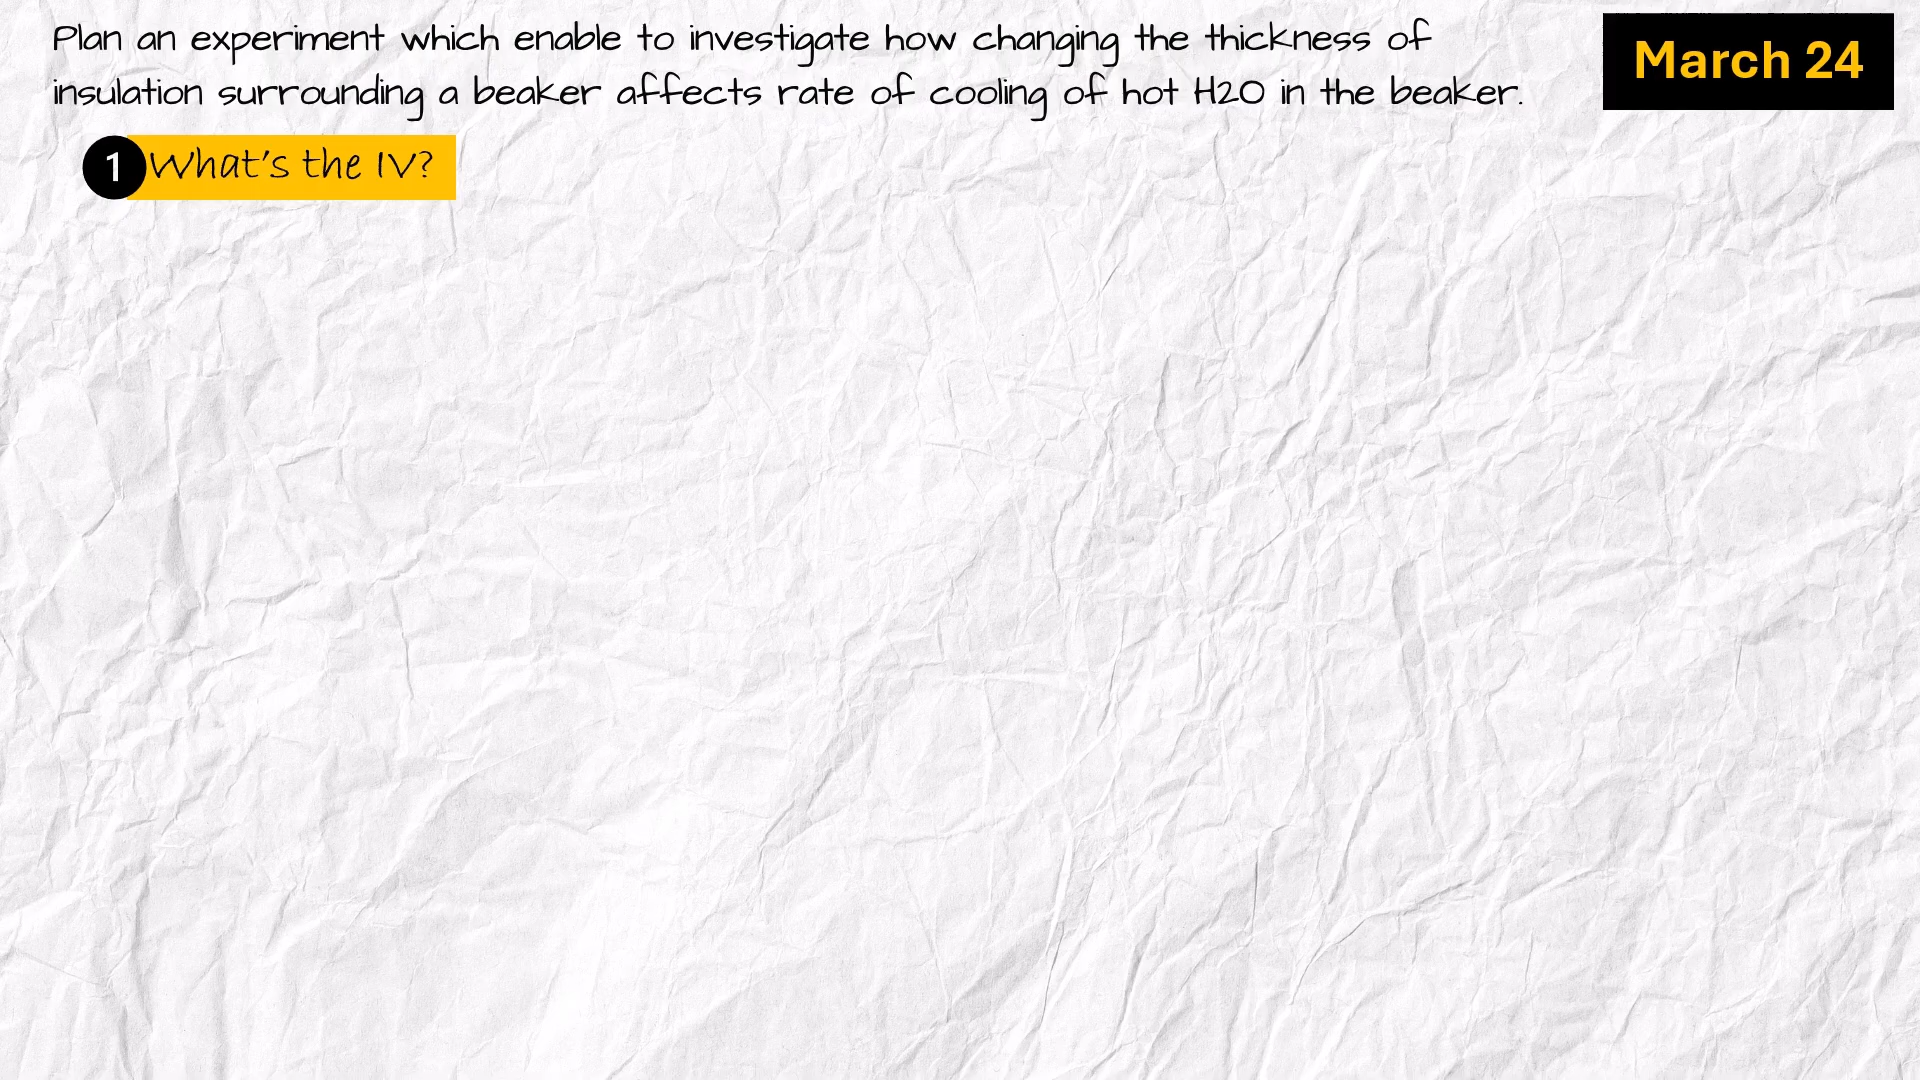 Plan an experiment which enable to investigate how changing the thickness of
insulation surrounding a beaker affects rate of cooling of hot H2O in the beaker.
March 24
1 What's the IV?